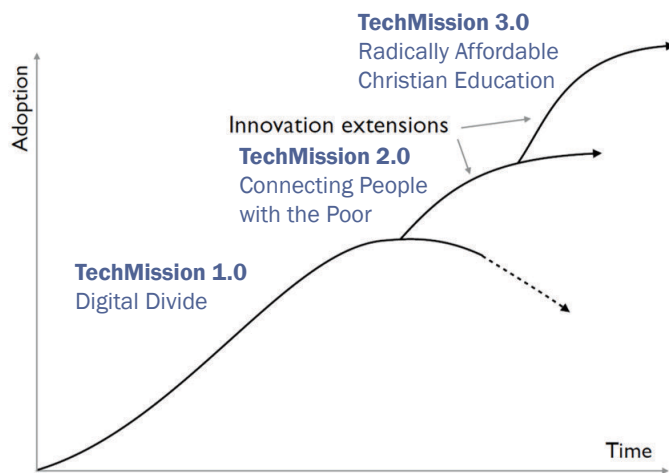 TechMission 3.0
Radically Affordable
Christian Education
Adoption
Innovation extensions
TechMission 2.0
Connecting People
with the Poor
TechMission 1.0
Digital Divide
Time